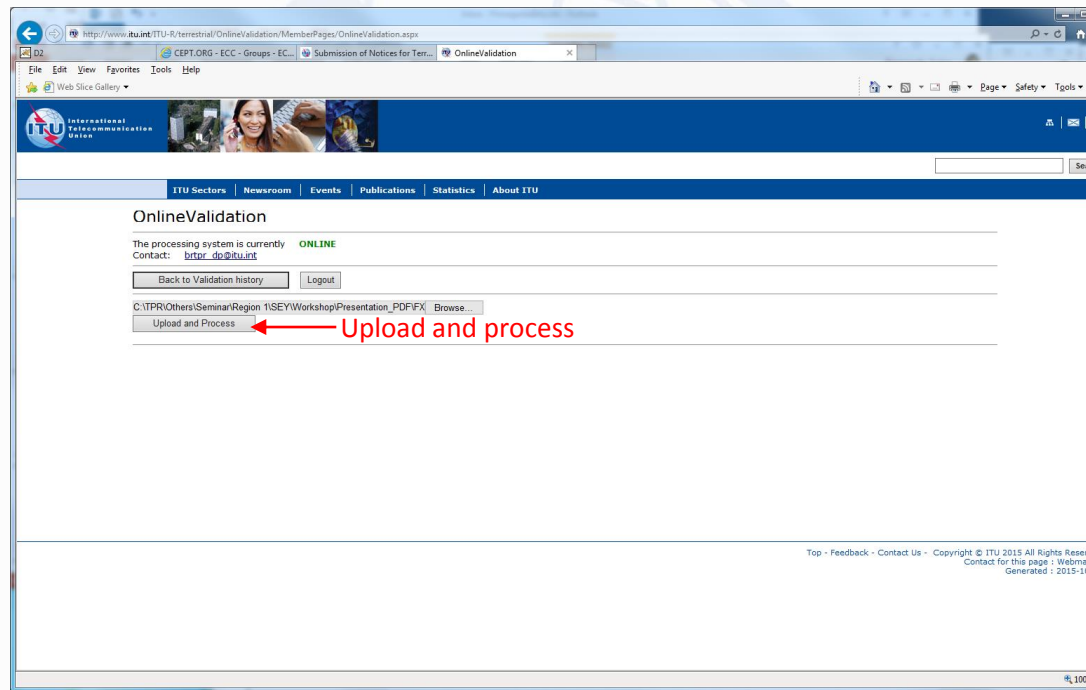 http://www.itu.int/ITU-R/terrestrial/OnlineValidation/MemberPages/OnlineValidation.aspx
D2 CEPT.ORG - ECC - Groups - EC... Submission of Notices for Terr... OnlineValidation
File Edit View Favorites Tools Help
Web Slice Gallery Page Safety Tools
ITU International
Telecommunication
Union
Sea
ITU Sectors | Newsroom | Events | Publications | Statistics | About ITU
OnlineValidation
The processing system is currently ONLINE
Contact: brtpr_dp@itu.int
Back to Validation history Logout
C:\TPR\Others\Seminar\Region 1\SEY\Workshop\Presentation_PDF\FX Browse...
Upload and Process Upload and process
Top - Feedback - Contact Us - Copyright © ITU 2015 All Rights Reser
Contact for this page : Webma
Generated : 2015-1
100